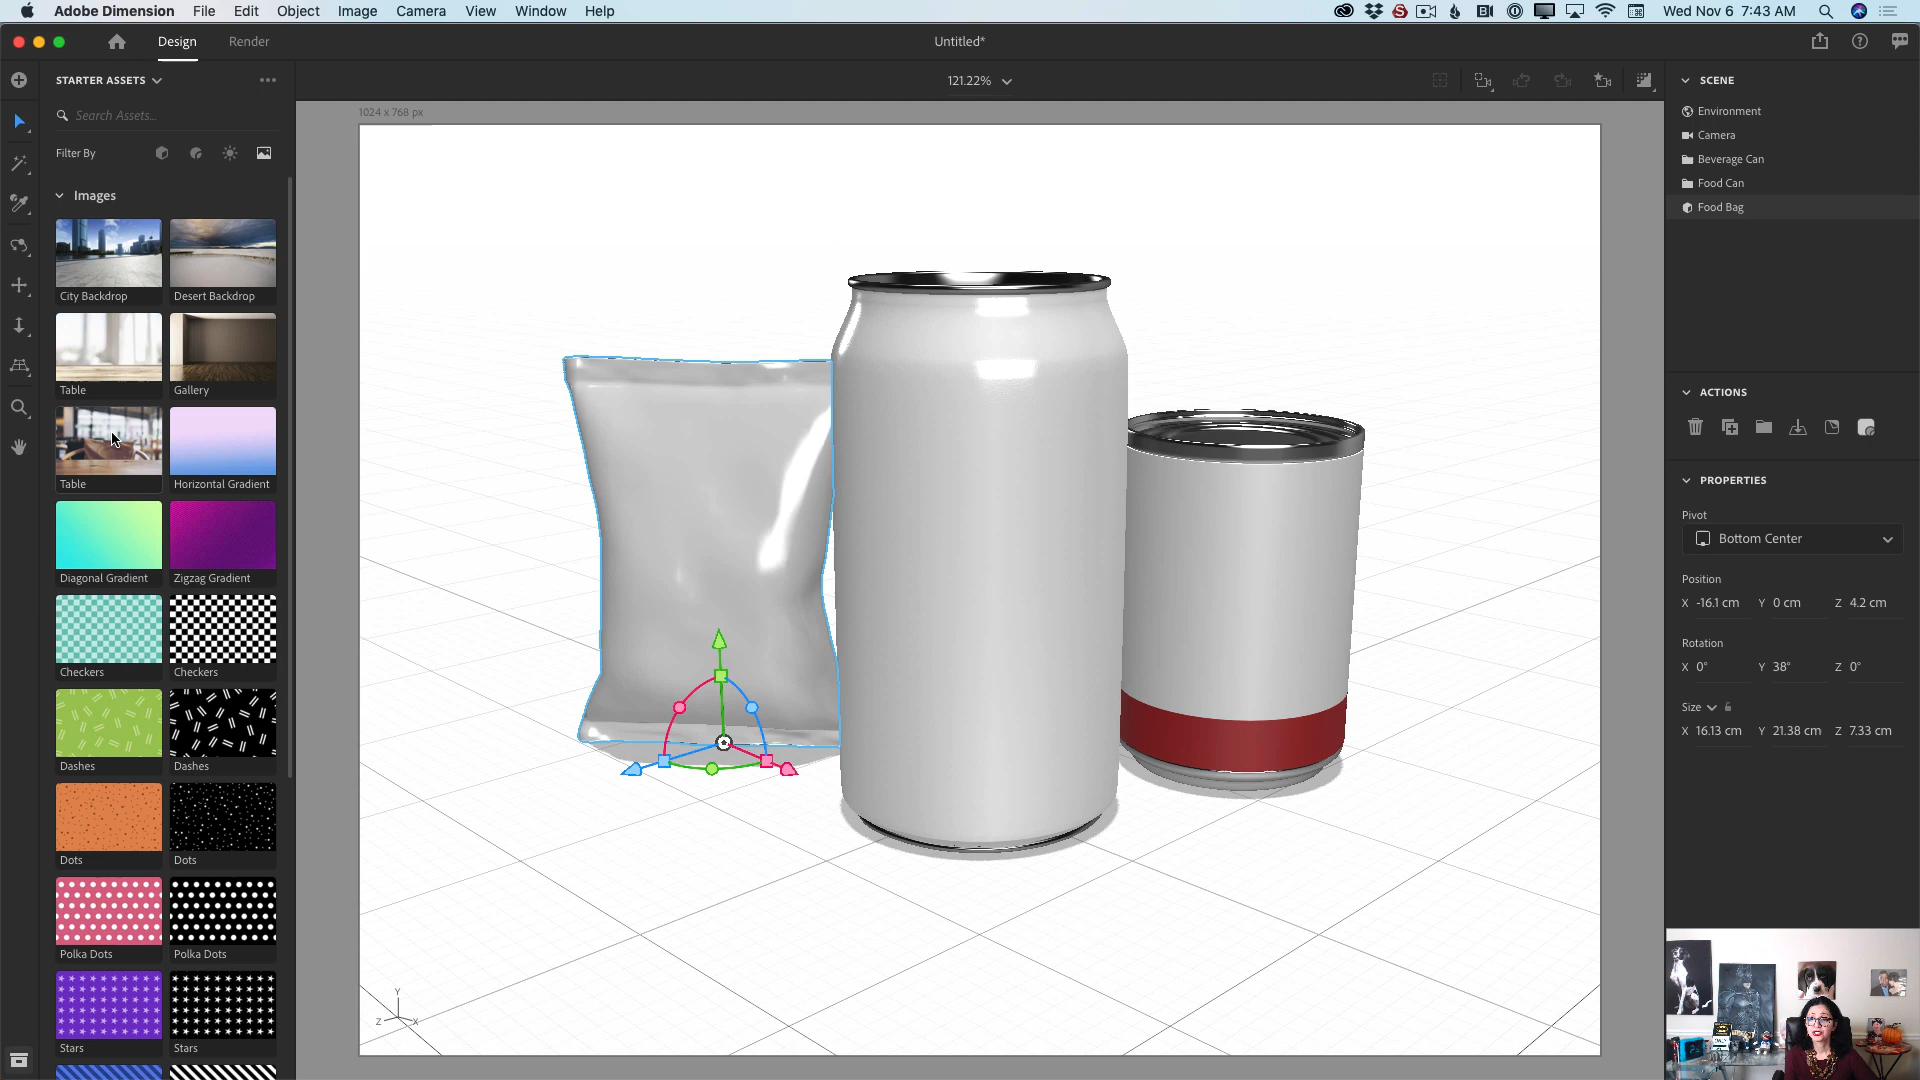 Adobe Dimension File Edit Object Image Camera View Window Help
Wed Nov 6 7:43 AM
Design Render
Untitled*
STARTER ASSETS
121.22%
Search Assets...
1024 x 768 px
Filter By
Images
City Backdrop Desert Backdrop
Table Gallery
Table Horizontal Gradient
Diagonal Gradient Zigzag Gradient
Checkers Checkers
Dashes Dashes
Dots Dots
Polka Dots Polka Dots
Stars Stars
Y
Z X
SCENE
Environment
Camera
Beverage Can
Food Can
Food Bag
ACTIONS
PROPERTIES
Pivot
Bottom Center
Position
X -16.1 cm Y 0 cm Z 4.2 cm
Rotation
X 0° Y 38° Z 0°
Size
X 16.13 cm Y 21.38 cm Z 7.33 cm